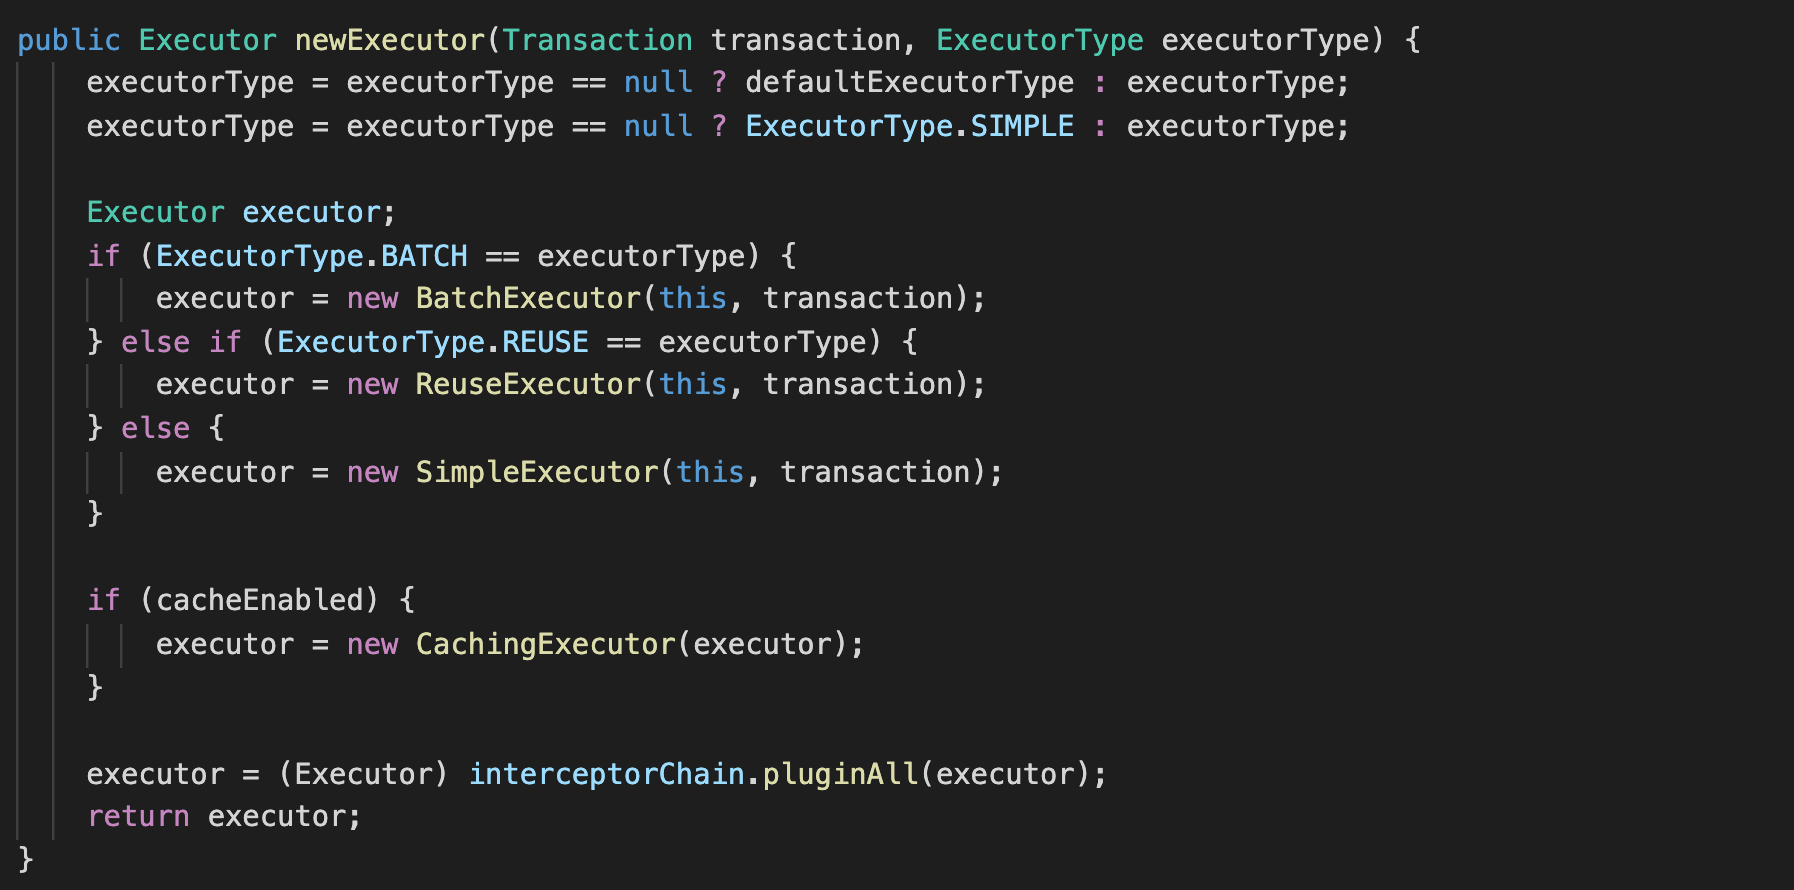 public Executor newExecutor(Transaction transaction, ExecutorType executorType) {
    executorType = executorType == null ? defaultExecutorType : executorType;
    executorType = executorType == null ? ExecutorType.SIMPLE : executorType;

    Executor executor;
    if (ExecutorType.BATCH == executorType) {
        executor = new BatchExecutor(this, transaction);
    } else if (ExecutorType.REUSE == executorType) {
        executor = new ReuseExecutor(this, transaction);
    } else {
        executor = new SimpleExecutor(this, transaction);
    }

    if (cacheEnabled) {
        executor = new CachingExecutor(executor);
    }

    executor = (Executor) interceptorChain.pluginAll(executor);
    return executor;
}